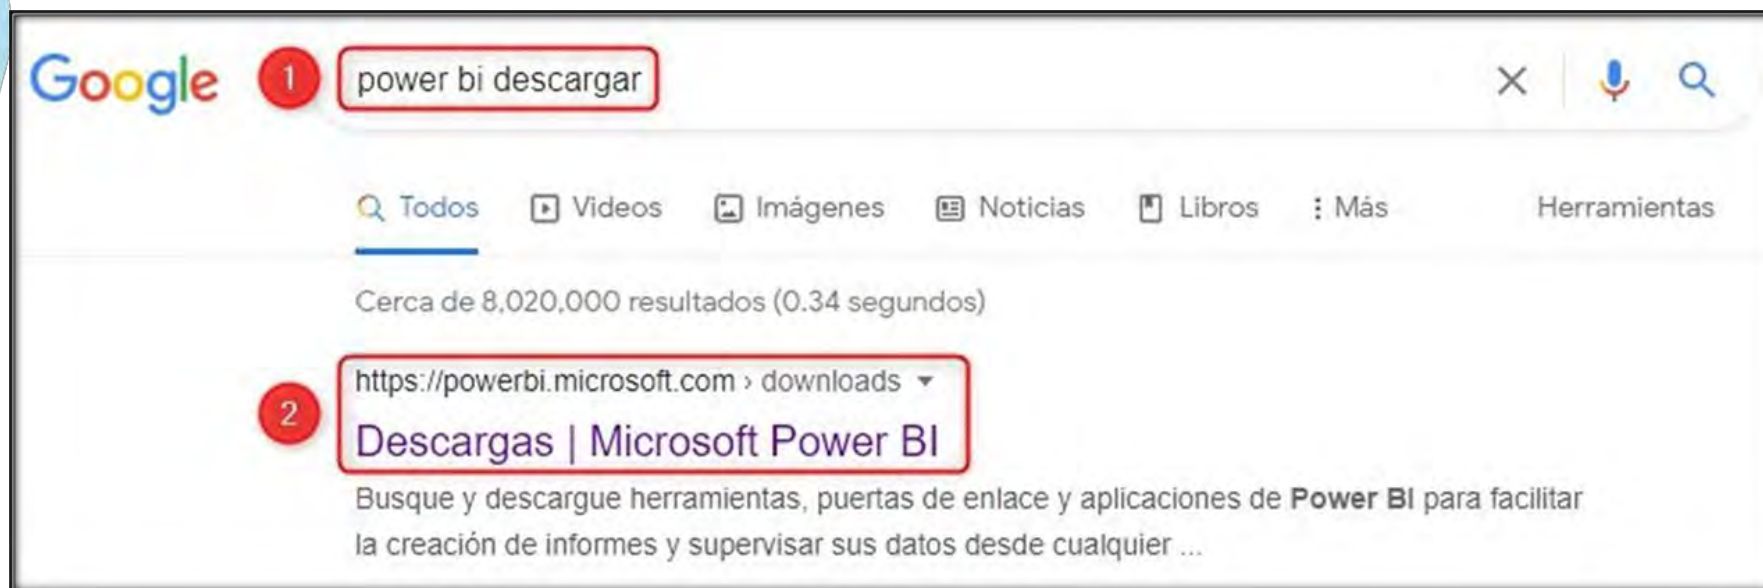 Google 1 power bi descargar
Todos Videos Imágenes Noticias Libros Más Herramientas
Cerca de 8,020,000 resultados (0.34 segundos)
https://powerbi.microsoft.com › downloads
2
Descargas | Microsoft Power BI
Busque y descargue herramientas, puertas de enlace y aplicaciones de Power BI para facilitar
la creación de informes y supervisar sus datos desde cualquier ...